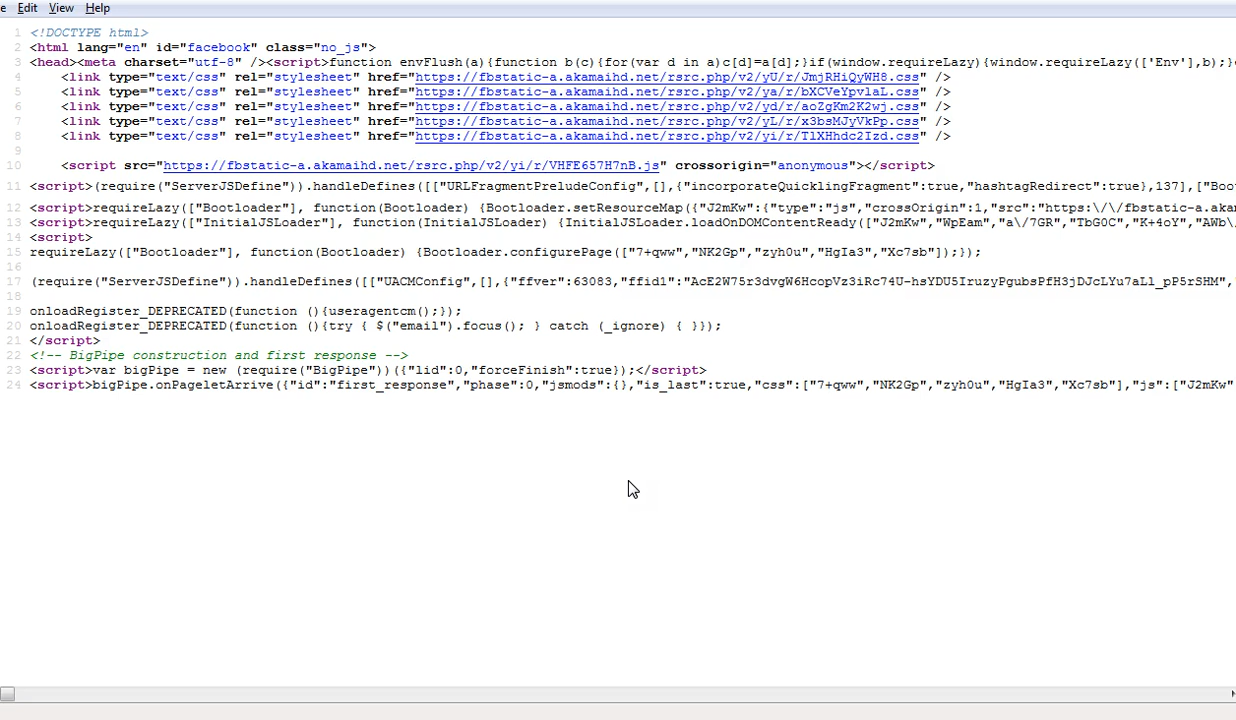 e Edit View Help
1 <!DOCTYPE html>
2 <html lang="en" id="facebook" class="no_js">
3 <head><meta charset="utf-8" /><script>function envFlush(a){function b(c){for(var d in a)c[d]=a[d];}if(window.requireLazy){window.requireLazy(['Env'],b);}
4 <link type="text/css" rel="stylesheet" href="https://fbstatic-a.akamaihd.net/rsrc.php/v2/yU/r/JmjRHiQyWH8.css" />
5 <link type="text/css" rel="stylesheet" href="https://fbstatic-a.akamaihd.net/rsrc.php/v2/ya/r/bXCVeYpvlaL.css" />
6 <link type="text/css" rel="stylesheet" href="https://fbstatic-a.akamaihd.net/rsrc.php/v2/yd/r/aoZgKm2K2wj.css" />
7 <link type="text/css" rel="stylesheet" href="https://fbstatic-a.akamaihd.net/rsrc.php/v2/yL/r/x3bsMJyVkPp.css" />
8 <link type="text/css" rel="stylesheet" href="https://fbstatic-a.akamaihd.net/rsrc.php/v2/yi/r/TlXHhdc2Izd.css" />
9
10 <script src="https://fbstatic-a.akamaihd.net/rsrc.php/v2/yi/r/VHFE657H7nB.js" crossorigin="anonymous"></script>
11 <script>(require("ServerJSDefine")).handleDefines([["URLFragmentPreludeConfig",[],{"incorporateQuicklingFragment":true,"hashtagRedirect":true},137],["Boo
12 <script>requireLazy(["Bootloader"], function(Bootloader) {Bootloader.setResourceMap({"J2mKw":{"type":"js","crossOrigin":1,"src":"https:\/\/fbstatic-a.aka
13 <script>requireLazy(["InitialJSLoader"], function(InitialJSLoader) {InitialJSLoader.loadOnDOMContentReady(["J2mKw","WpEam","a\/7GR","TbG0C","K+4oY","AWb\
14 <script>
15 requireLazy(["Bootloader"], function(Bootloader) {Bootloader.configurePage(["7+qww","NK2Gp","zyh0u","HgIa3","Xc7sb"]);});
16
17 (require("ServerJSDefine")).handleDefines([["UACMConfig",[],{"ffver":63083,"ffid1":"AcE2W75r3dvgW6HcopVz3iRc74U-hsYDU5IruzyPgubsPfH3jDJcLYu7aLl_pP5rSHM",
18
19 onloadRegister_DEPRECATED(function (){useragentcm();});
20 onloadRegister_DEPRECATED(function (){try { $("email").focus(); } catch (_ignore) { }});
21 </script>
22 <!-- BigPipe construction and first response -->
23 <script>var bigPipe = new (require("BigPipe"))({"lid":0,"forceFinish":true});</script>
24 <script>bigPipe.onPageletArrive({"id":"first_response","phase":0,"jsmods":{},"is_last":true,"css":["7+qww","NK2Gp","zyh0u","HgIa3","Xc7sb"],"js":["J2mKw"